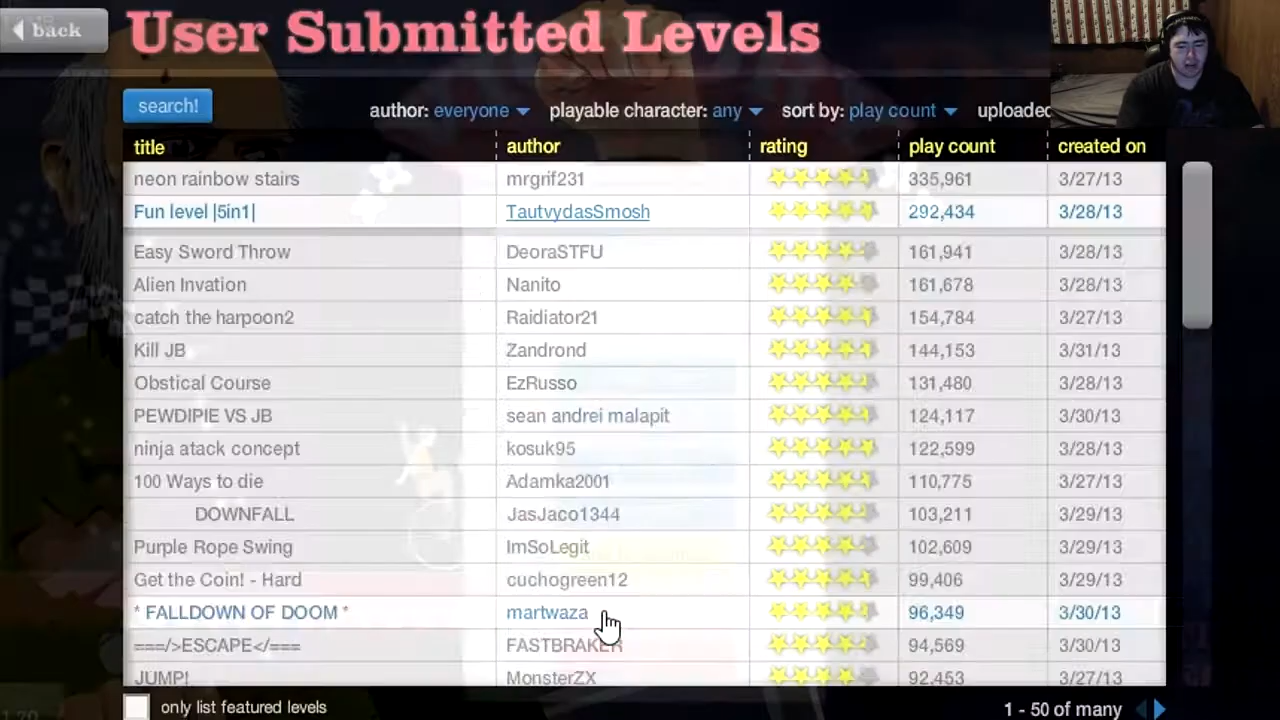 back
User Submitted Levels
search! author: everyone playable character: any sort by: play count uploaded
title author rating play count created on
neon rainbow stairs mrgrif231 335,961 3/27/13
Fun level |5in1| TautvydasSmosh 292,434 3/28/13
Easy Sword Throw DeoraSTFU 161,941 3/28/13
Alien Invation Nanito 161,678 3/28/13
catch the harpoon2 Raidiator21 154,784 3/27/13
Kill JB Zandrond 144,153 3/31/13
Obstical Course EzRusso 131,480 3/28/13
PEWDIPIE VS JB sean andrei malapit 124,117 3/30/13
ninja atack concept kosuk95 122,599 3/28/13
100 Ways to die Adamka2001 110,775 3/27/13
DOWNFALL JasJaco1344 103,211 3/29/13
Purple Rope Swing ImSoLegit 102,609 3/29/13
Get the Coin! - Hard cuchogreen12 99,406 3/29/13
* FALLDOWN OF DOOM * martwaza 96,349 3/30/13
===/>ESCAPE</=== FASTBRAKER 94,569 3/30/13
JUMP! MonsterZX 92,453 3/27/13
only list featured levels 1 - 50 of many
1.70